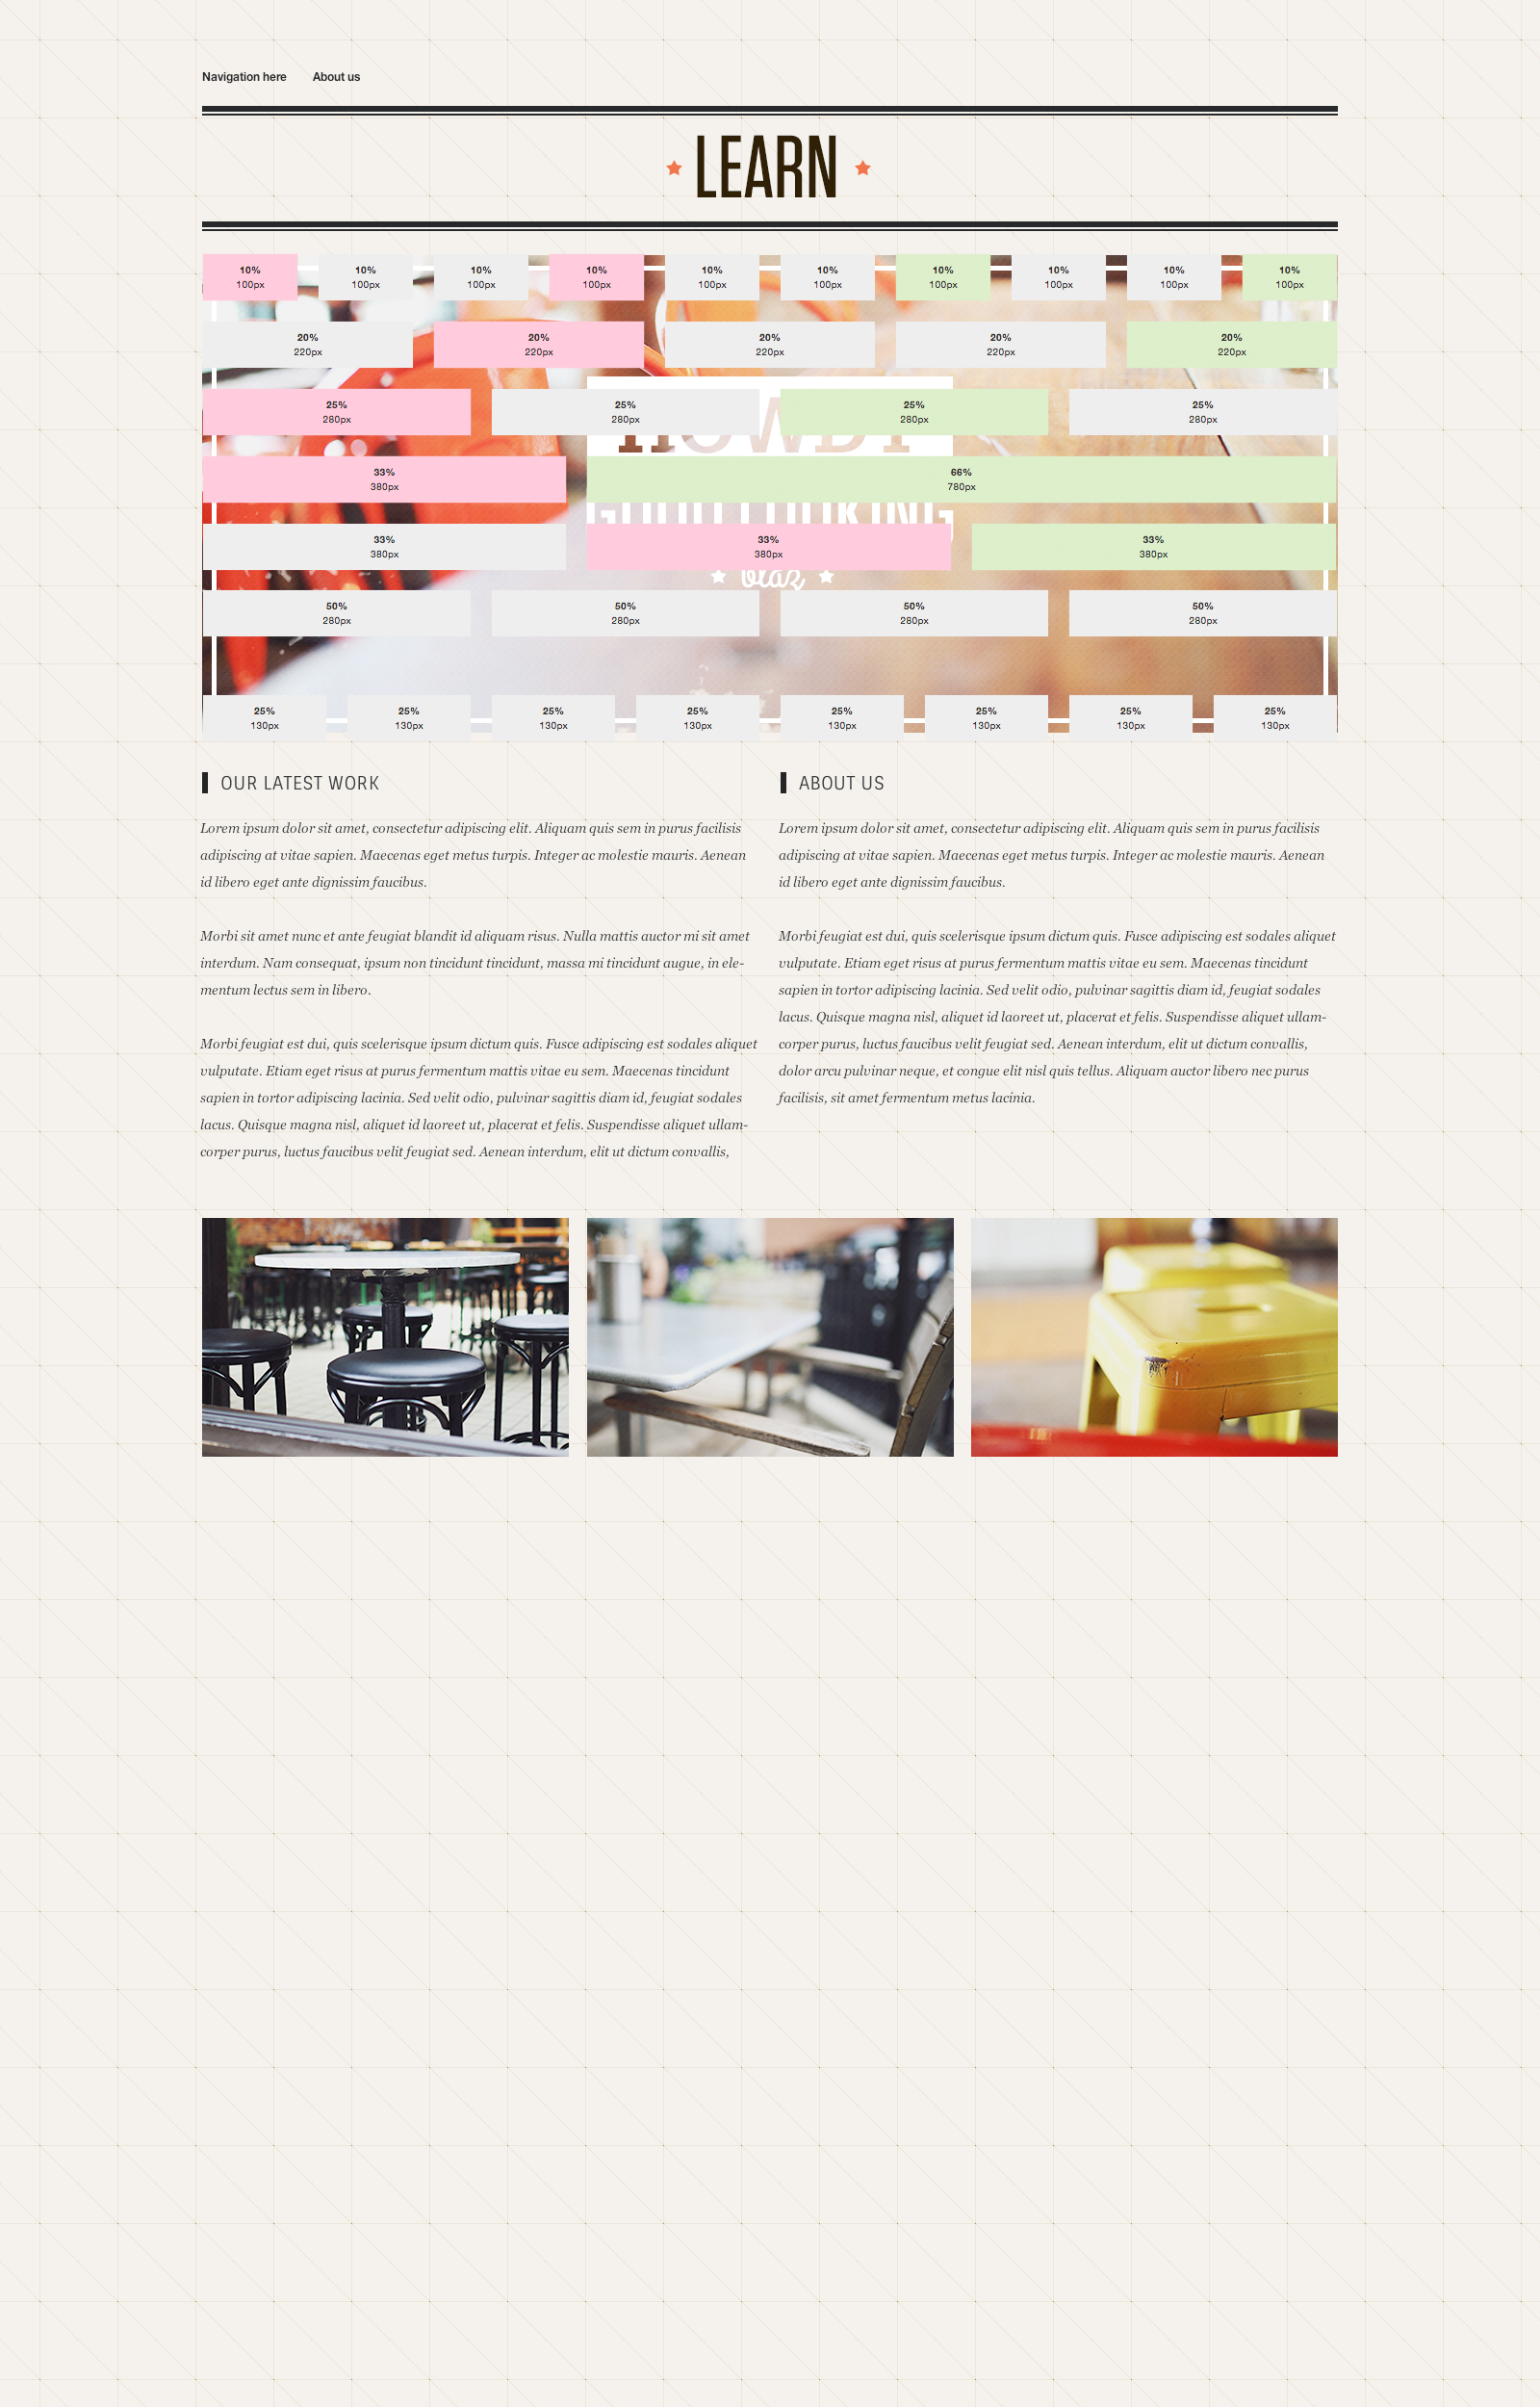 Navigation here About us
LEARN
10% 10% 10% 10% 10% 10% 10% 10% 10% 10%
100px 100px 100px 100px 100px 100px 100px 100px 100px 100px
20% 20% 20% 20% 20%
220px 220px 220px 220px 220px
25% 25% 25% 25%
280px 280px 280px 280px
HOWDY
33% 66%
380px 780px
GOOD LOOKING
33% 33% 33%
380px 380px 380px
50% 50% 50% 50%
280px 280px 280px 280px
25% 25% 25% 25% 25% 25% 25% 25%
130px 130px 130px 130px 130px 130px 130px 130px
OUR LATEST WORK
Lorem ipsum dolor sit amet, consectetur adipiscing elit. Aliquam quis sem in purus facilisis
adipiscing at vitae sapien. Maecenas eget metus turpis. Integer ac molestie mauris. Aenean
id libero eget ante dignissim faucibus.
Morbi sit amet nunc et ante feugiat blandit id aliquam risus. Nulla mattis auctor mi sit amet
interdum. Nam consequat, ipsum non tincidunt tincidunt, massa mi tincidunt augue, in ele-
mentum lectus sem in libero.
Morbi feugiat est dui, quis scelerisque ipsum dictum quis. Fusce adipiscing est sodales aliquet
vulputate. Etiam eget risus at purus fermentum mattis vitae eu sem. Maecenas tincidunt
sapien in tortor adipiscing lacinia. Sed velit odio, pulvinar sagittis diam id, feugiat sodales
lacus. Quisque magna nisl, aliquet id laoreet ut, placerat et felis. Suspendisse aliquet ullam-
corper purus, luctus faucibus velit feugiat sed. Aenean interdum, elit ut dictum convallis,
ABOUT US
Lorem ipsum dolor sit amet, consectetur adipiscing elit. Aliquam quis sem in purus facilisis
adipiscing at vitae sapien. Maecenas eget metus turpis. Integer ac molestie mauris. Aenean
id libero eget ante dignissim faucibus.
Morbi feugiat est dui, quis scelerisque ipsum dictum quis. Fusce adipiscing est sodales aliquet
vulputate. Etiam eget risus at purus fermentum mattis vitae eu sem. Maecenas tincidunt
sapien in tortor adipiscing lacinia. Sed velit odio, pulvinar sagittis diam id, feugiat sodales
lacus. Quisque magna nisl, aliquet id laoreet ut, placerat et felis. Suspendisse aliquet ullam-
corper purus, luctus faucibus velit feugiat sed. Aenean interdum, elit ut dictum convallis,
dolor arcu pulvinar neque, et congue elit nisl quis tellus. Aliquam auctor libero nec purus
facilisis, sit amet fermentum metus lacinia.